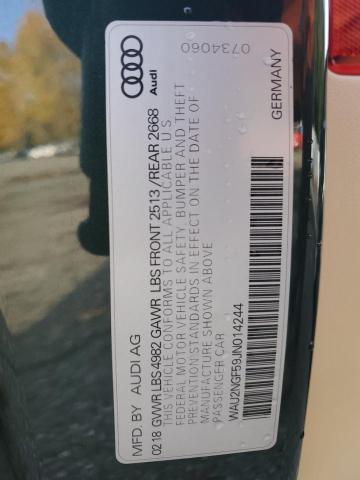 Audi
0734060
MFD. BY AUDI AG GERMANY
02 18 GVWR LBS 4982 GAWR LBS FRONT 2513 /REAR 2668
THIS VEHICLE CONFORMS TO ALL APPLICABLE U S
FEDERAL MOTOR VEHICLE SAFETY, BUMPER AND THEFT
PREVENTION STANDARDS IN EFFECT ON THE DATE OF
MANUFACTURE SHOWN ABOVE
PASSENGER CAR
WAU2NGF59JN014244